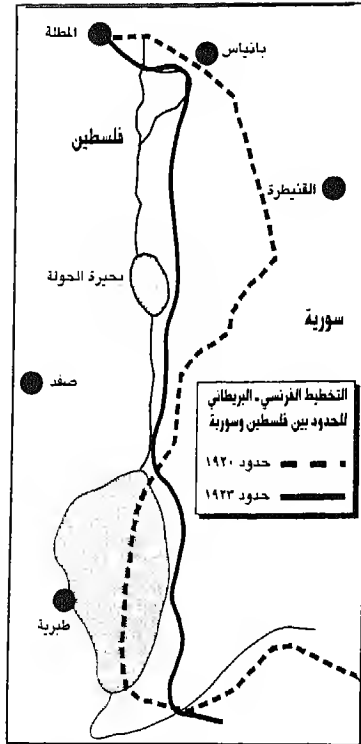 المطلة
بانياس
فلسطين
القنيطرة
بحيرة الحولة
سورية
صفد
التخطيط الفرنسي ـ البريطاني
للحدود بين فلسطين وسورية
حدود ١٩٢٠
حدود ١٩٢٣
طبرية